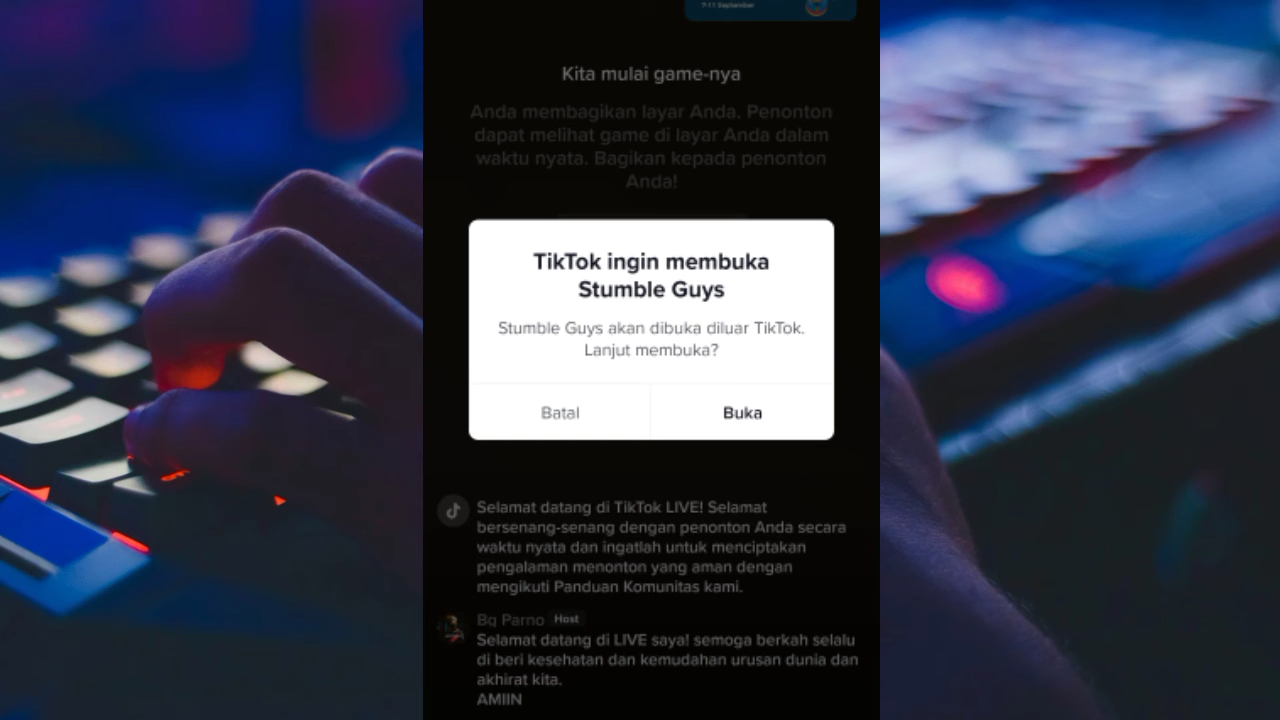 7-11 September
Kita mulai game-nya
Anda membagikan layar Anda. Penonton
dapat melihat game di layar Anda dalam
waktu nyata. Bagikan kepada penonton
Anda!
TikTok ingin membuka
Stumble Guys
Stumble Guys akan dibuka diluar TikTok.
Lanjut membuka?
Batal
Buka
Selamat datang di TikTok LIVE! Selamat
bersenang-senang dengan penonton Anda secara
waktu nyata dan ingatlah untuk menciptakan
pengalaman menonton yang aman dengan
mengikuti Panduan Komunitas kami.
Bg Parno Host
Selamat datang di LIVE saya! semoga berkah selalu
di beri kesehatan dan kemudahan urusan dunia dan
akhirat kita.
AMIIN